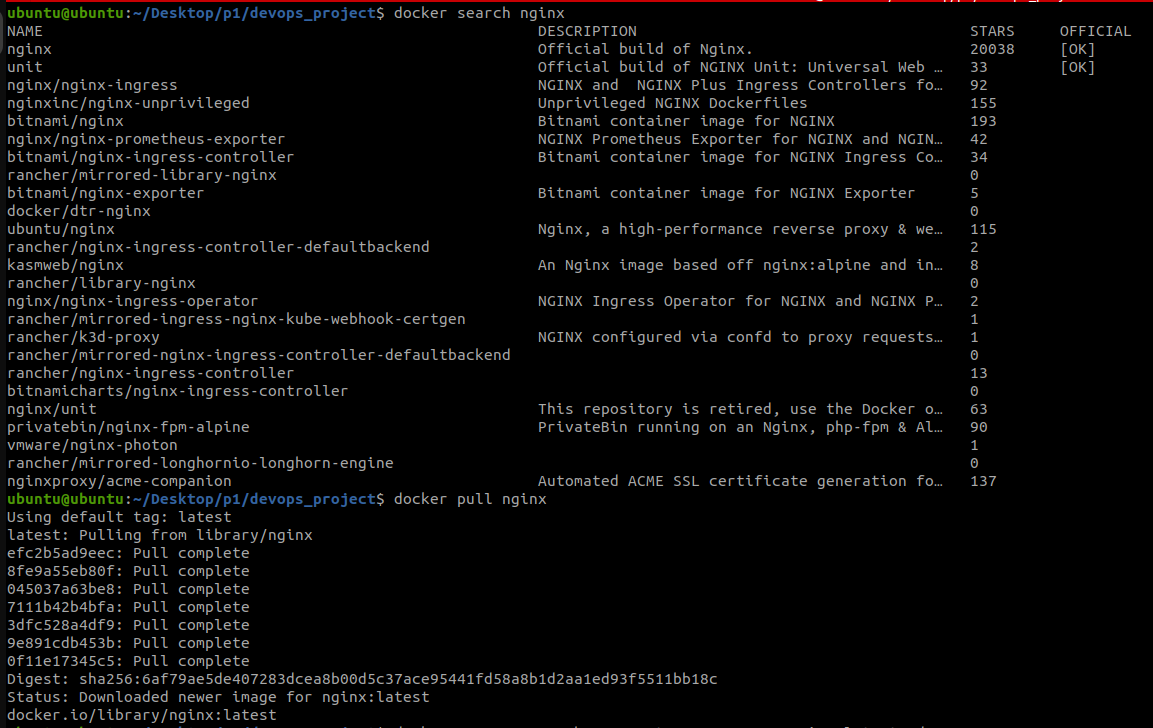 ubuntu@ubuntu:~/Desktop/p1/devops_project$ docker search nginx
NAME DESCRIPTION STARS OFFICIAL
nginx Official build of Nginx. 20038 [OK]
unit Official build of NGINX Unit: Universal Web … 33 [OK]
nginx/nginx-ingress NGINX and  NGINX Plus Ingress Controllers fo… 92
nginxinc/nginx-unprivileged Unprivileged NGINX Dockerfiles 155
bitnami/nginx Bitnami container image for NGINX 193
nginx/nginx-prometheus-exporter NGINX Prometheus Exporter for NGINX and NGIN… 42
bitnami/nginx-ingress-controller Bitnami container image for NGINX Ingress Co… 34
rancher/mirrored-library-nginx 0
bitnami/nginx-exporter Bitnami container image for NGINX Exporter 5
docker/dtr-nginx 0
ubuntu/nginx Nginx, a high-performance reverse proxy & we… 115
rancher/nginx-ingress-controller-defaultbackend 2
kasmweb/nginx An Nginx image based off nginx:alpine and in… 8
rancher/library-nginx 0
nginx/nginx-ingress-operator NGINX Ingress Operator for NGINX and NGINX P… 2
rancher/mirrored-ingress-nginx-kube-webhook-certgen 1
rancher/k3d-proxy NGINX configured via confd to proxy requests… 1
rancher/mirrored-nginx-ingress-controller-defaultbackend 0
rancher/nginx-ingress-controller 13
bitnamicharts/nginx-ingress-controller 0
nginx/unit This repository is retired, use the Docker o… 63
privatebin/nginx-fpm-alpine PrivateBin running on an Nginx, php-fpm & Al… 90
vmware/nginx-photon 1
rancher/mirrored-longhornio-longhorn-engine 0
nginxproxy/acme-companion Automated ACME SSL certificate generation fo… 137
ubuntu@ubuntu:~/Desktop/p1/devops_project$ docker pull nginx
Using default tag: latest
latest: Pulling from library/nginx
efc2b5ad9eec: Pull complete
8fe9a55eb80f: Pull complete
045037a63be8: Pull complete
7111b42b4bfa: Pull complete
3dfc528a4df9: Pull complete
9e891cdb453b: Pull complete
0f11e17345c5: Pull complete
Digest: sha256:6af79ae5de407283dcea8b00d5c37ace95441fd58a8b1d2aa1ed93f5511bb18c
Status: Downloaded newer image for nginx:latest
docker.io/library/nginx:latest